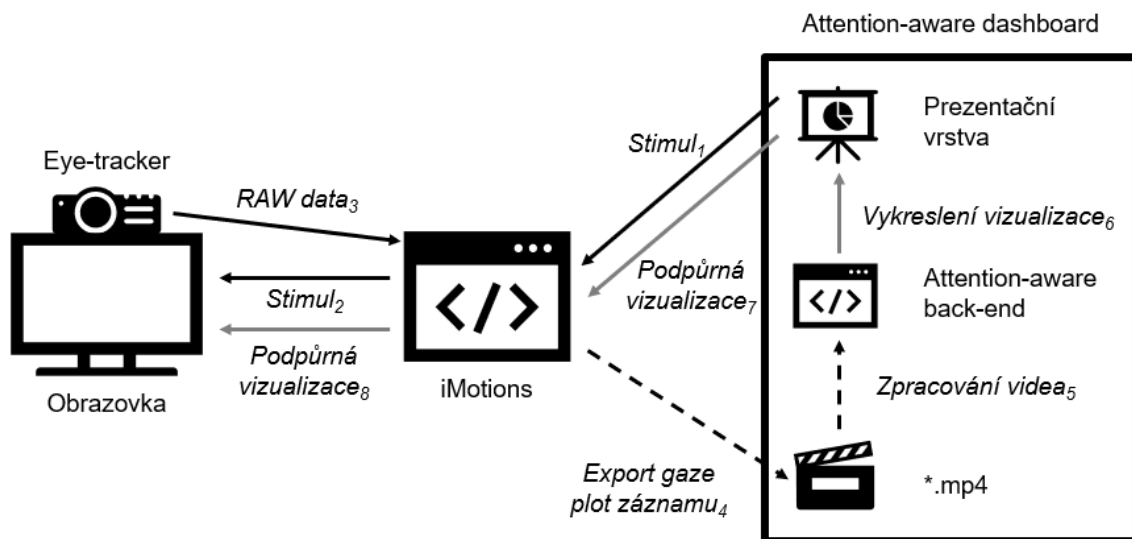 Attention-aware dashboard
Prezentační
vrstva
Stimul₁
Eye-tracker
RAW data₃
Vykreslení vizualizace₆
Podpůrná
vizualizace₇
Attention-aware
back-end
Stimul₂
Podpůrná
vizualizace₈
Obrazovka
</>
iMotions
</>
Zpracování videa₅
Export gaze
plot záznamu₄
*.mp4